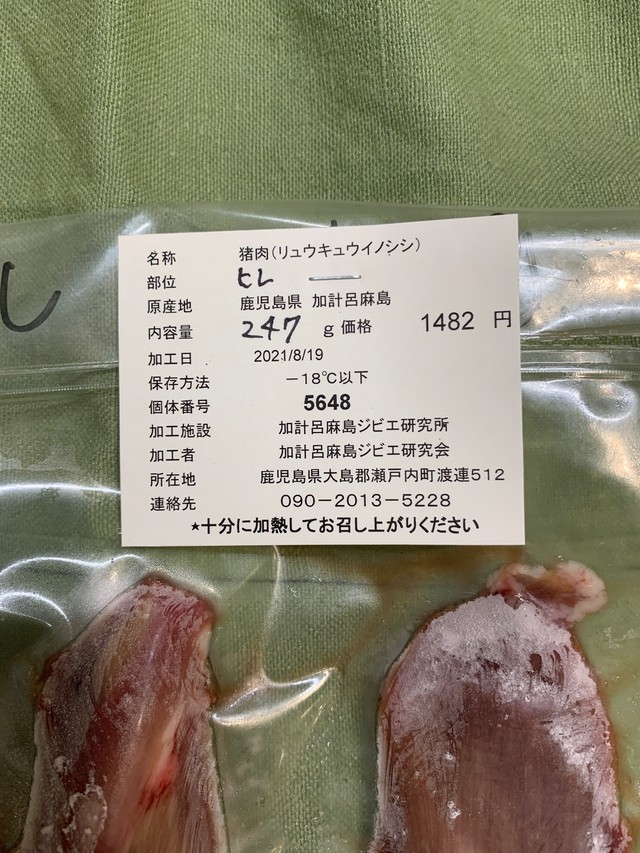 名称 猪肉(リュウキュウイノシシ)
部位 ヒレ
原産地 鹿児島県 加計呂麻島
内容量 247 g 価格 1482 円
加工日 2021/8/19
保存方法 －18℃以下
個体番号 5648
加工施設 加計呂麻島ジビエ研究所
加工者 加計呂麻島ジビエ研究会
所在地 鹿児島県大島郡瀬戸内町渡連512
連絡先 090－2013－5228
*十分に加熱してお召し上がりください